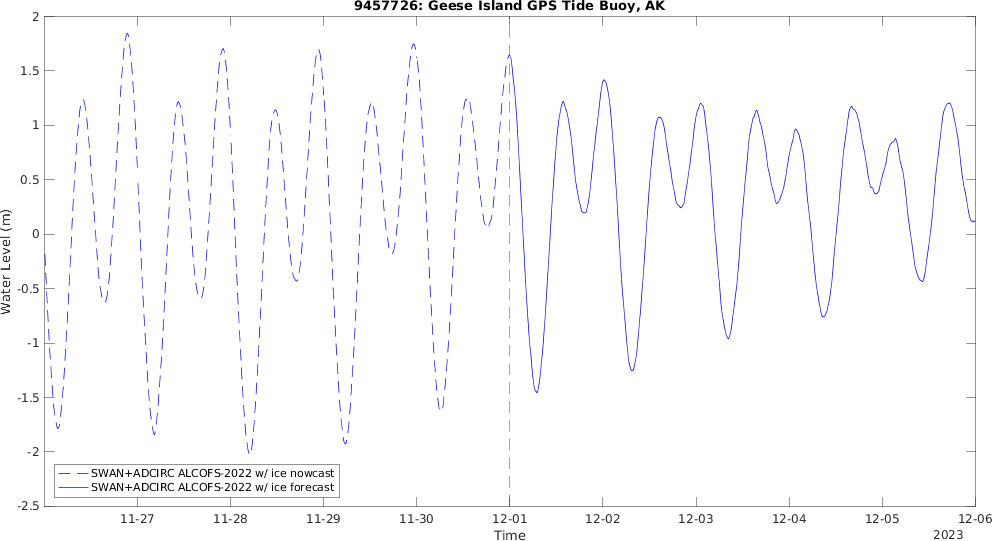 9457726: Geese Island GPS Tide Buoy, AK
Water Level (m)
2
1.5
1
0.5
0
-0.5
-1
-1.5
-2
-2.5
SWAN+ADCIRC ALCOFS-2022 w/ ice nowcast
SWAN+ADCIRC ALCOFS-2022 w/ ice forecast
11-27 11-28 11-29 11-30 12-01 12-02 12-03 12-04 12-05 12-06
Time
2023